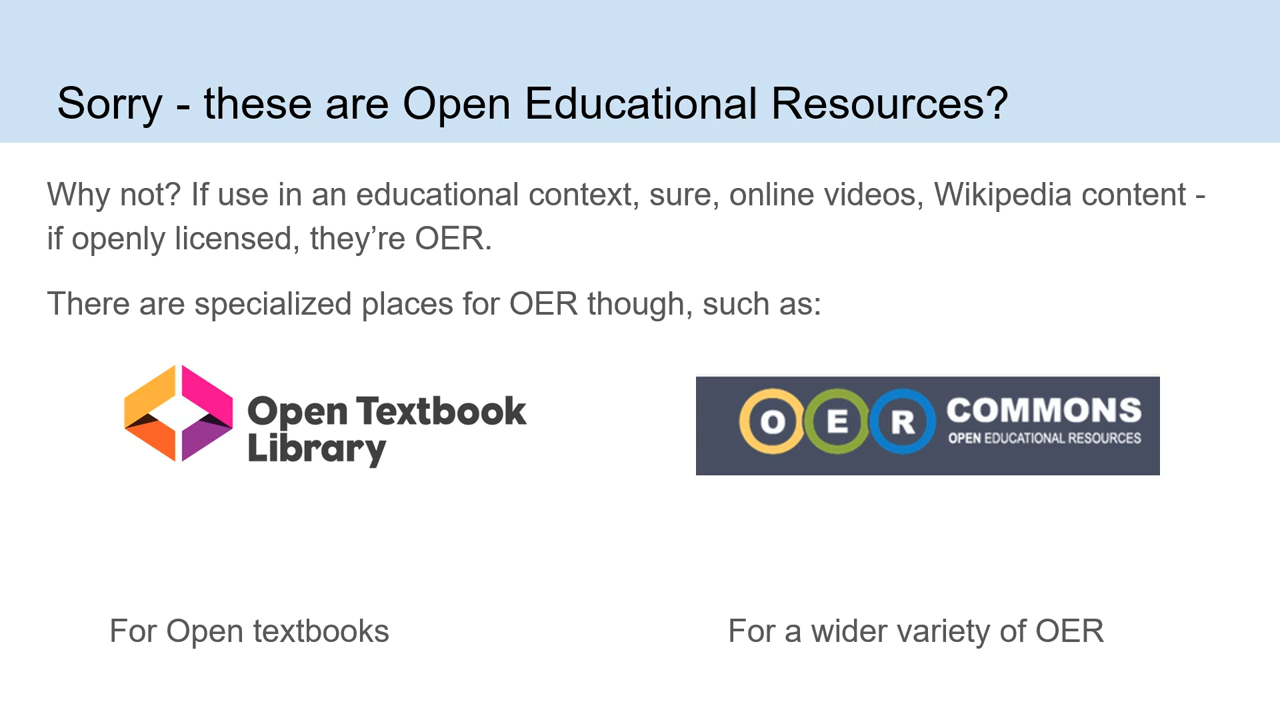 Sorry - these are Open Educational Resources?
Why not? If use in an educational context, sure, online videos, Wikipedia content -
if openly licensed, they’re OER.
There are specialized places for OER though, such as:
Open Textbook
Library
O E R COMMONS
OPEN EDUCATIONAL RESOURCES
For Open textbooks
For a wider variety of OER